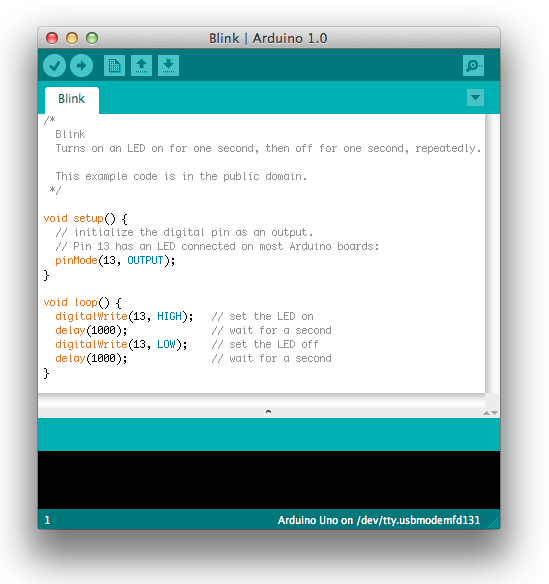 Blink | Arduino 1.0
Blink
/*
  Blink
  Turns on an LED on for one second, then off for one second, repeatedly.

  This example code is in the public domain.
 */

void setup() {
  // initialize the digital pin as an output.
  // Pin 13 has an LED connected on most Arduino boards:
  pinMode(13, OUTPUT);
}

void loop() {
  digitalWrite(13, HIGH);   // set the LED on
  delay(1000);              // wait for a second
  digitalWrite(13, LOW);    // set the LED off
  delay(1000);              // wait for a second
}
1
Arduino Uno on /dev/tty.usbmodemfd131